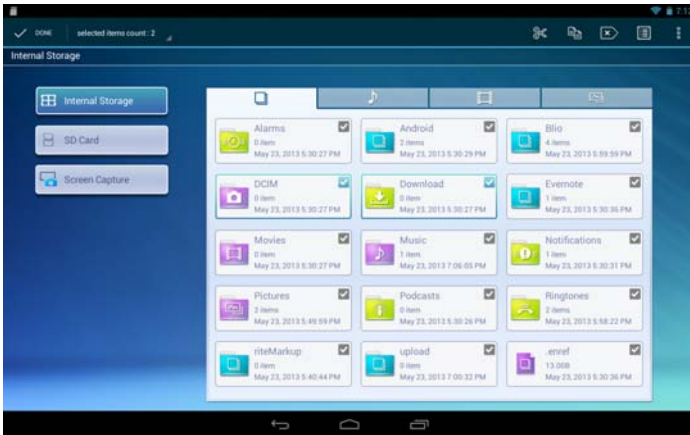 7:13
DONE
selected items count : 2
Internal Storage
Internal Storage
SD Card
Screen Capture
Alarms
0 item
May 23, 2013 5:30:27 PM
Android
2 items
May 23, 2013 5:30:29 PM
Blio
4 items
May 23, 2013 5:59:59 PM
DCIM
0 item
May 23, 2013 5:30:27 PM
Download
0 item
May 23, 2013 5:30:27 PM
Evernote
1 item
May 23, 2013 5:30:36 PM
Movies
0 item
May 23, 2013 5:30:27 PM
Music
1 item
May 23, 2013 7:06:05 PM
Notifications
1 item
May 23, 2013 5:30:31 PM
Pictures
2 items
May 23, 2013 5:49:59 PM
Podcasts
0 item
May 23, 2013 5:30:26 PM
Ringtones
2 items
May 23, 2013 5:58:22 PM
riteMarkup
0 item
May 23, 2013 5:40:44 PM
upload
0 item
May 23, 2013 7:00:32 PM
.enref
13.00B
May 23, 2013 5:30:36 PM